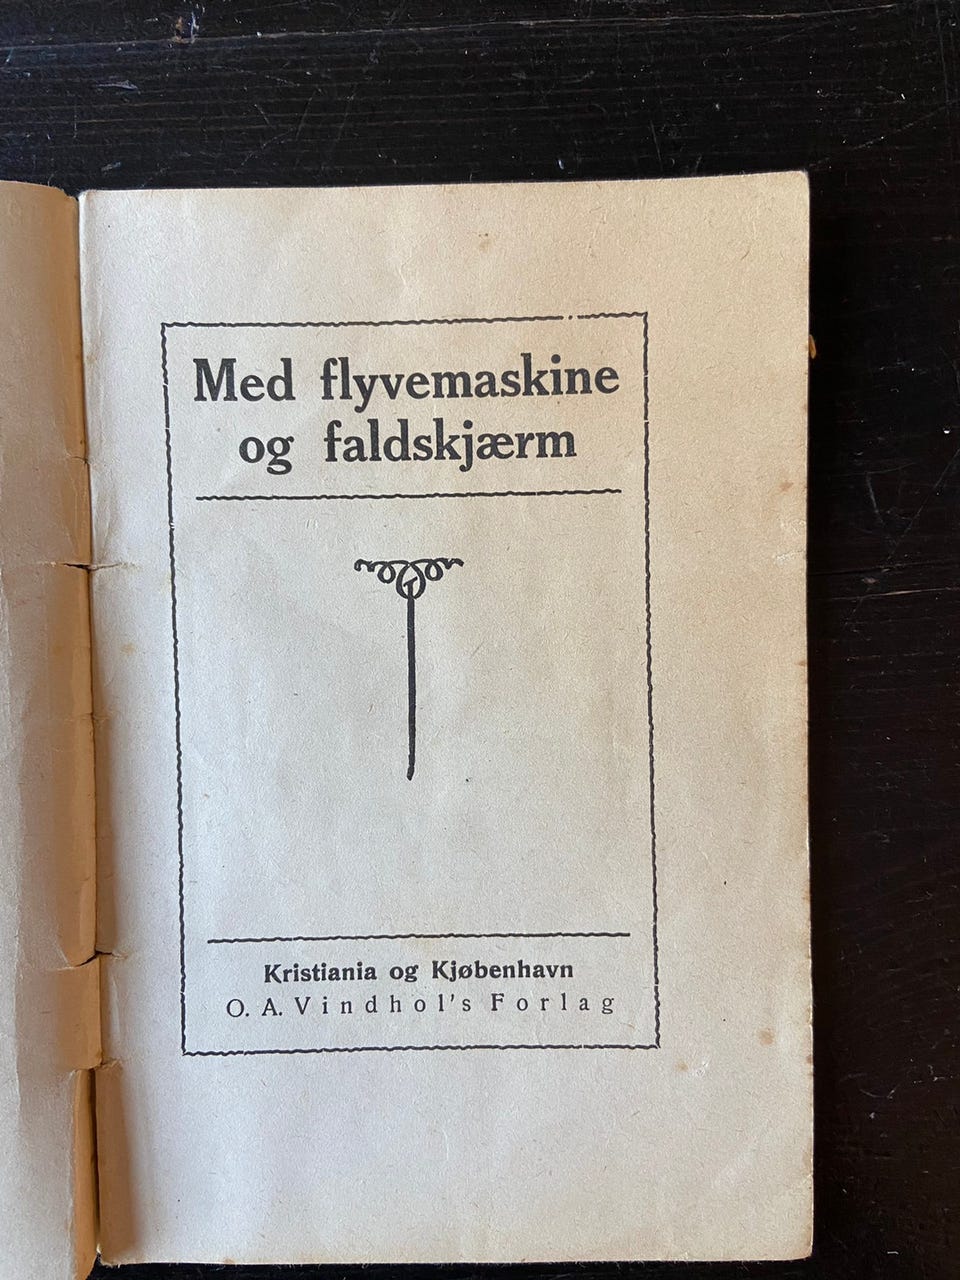 Med flyvemaskine
og faldskjærm
Kristiania og Kjøbenhavn
O. A. Vindhol's Forlag